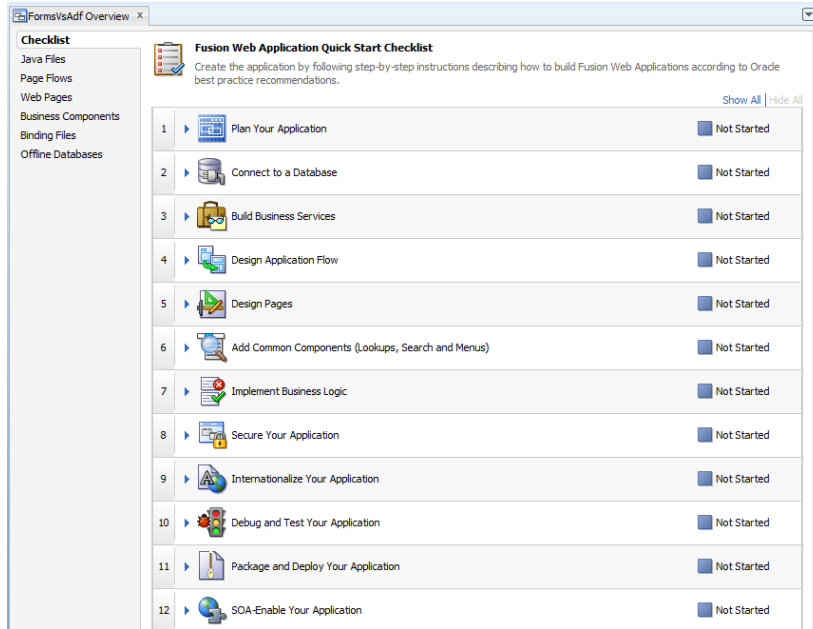 FormsVsAdf Overview x
Checklist
Java Files
Page Flows
Web Pages
Business Components
Binding Files
Offline Databases
Fusion Web Application Quick Start Checklist
Create the application by following step-by-step instructions describing how to build Fusion Web Applications according to Oracle
best practice recommendations.
Show All | Hide All
1 Plan Your Application Not Started
2 Connect to a Database Not Started
3 Build Business Services Not Started
4 Design Application Flow Not Started
5 Design Pages Not Started
6 Add Common Components (Lookups, Search and Menus) Not Started
7 Implement Business Logic Not Started
8 Secure Your Application Not Started
9 Internationalize Your Application Not Started
10 Debug and Test Your Application Not Started
11 Package and Deploy Your Application Not Started
12 SOA-Enable Your Application Not Started